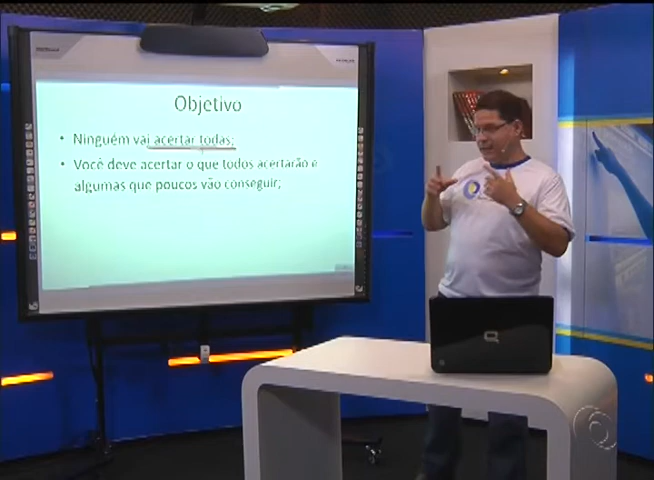 Objetivo
• Ninguém vai acertar todas;
• Você deve acertar o que todos acertarão e
algumas que poucos vão conseguir;